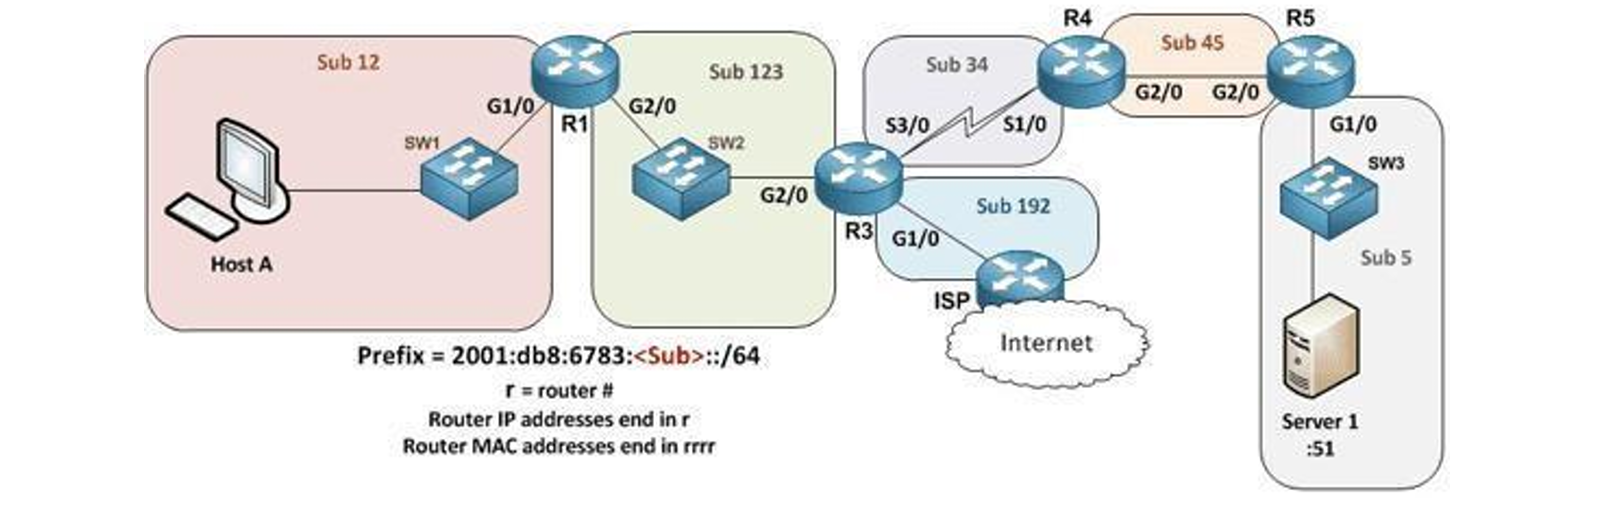 R4
R5
Sub 12
Sub 123
Sub 34
Sub 45
G1/0
G2/0
R1
G2/0
G2/0
S3/0
S1/0
G1/0
SW1
SW2
SW3
G2/0
Sub 192
R3
G1/0
Host A
Sub 5
ISP
Internet
Prefix = 2001:db8:6783:<Sub>::/64
r = router #
Router IP addresses end in r
Router MAC addresses end in rrrr
Server 1
:51